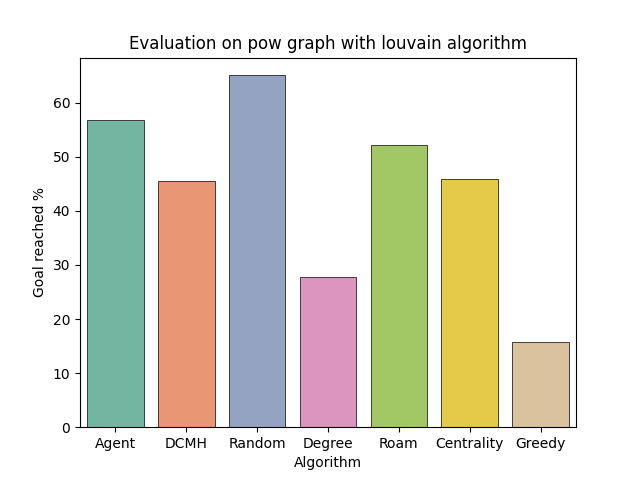 Evaluation on pow graph with louvain algorithm
Goal reached %
60
50
40
30
20
10
0
Agent DCMH Random Degree Roam Centrality Greedy
Algorithm